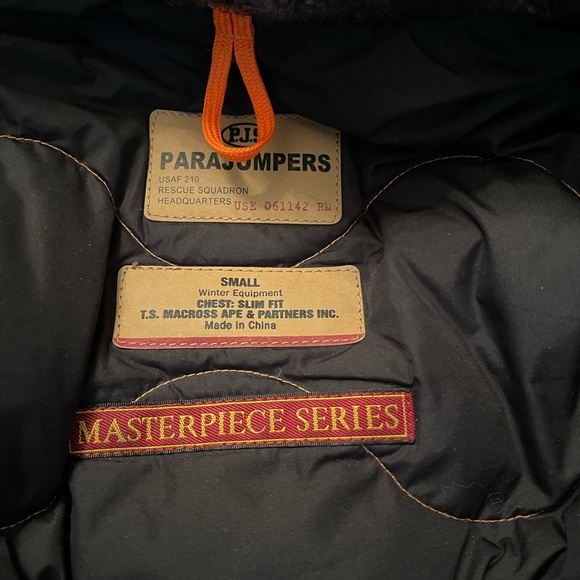 P.J.S
PARAJUMPERS
USAF 210
RESCUE SQUADRON
HEADQUARTERS USE 061142 RM
SMALL
Winter Equipment
CHEST: SLIM FIT
T.S. MACROSS APE & PARTNERS INC.
Made in China
MASTERPIECE SERIES